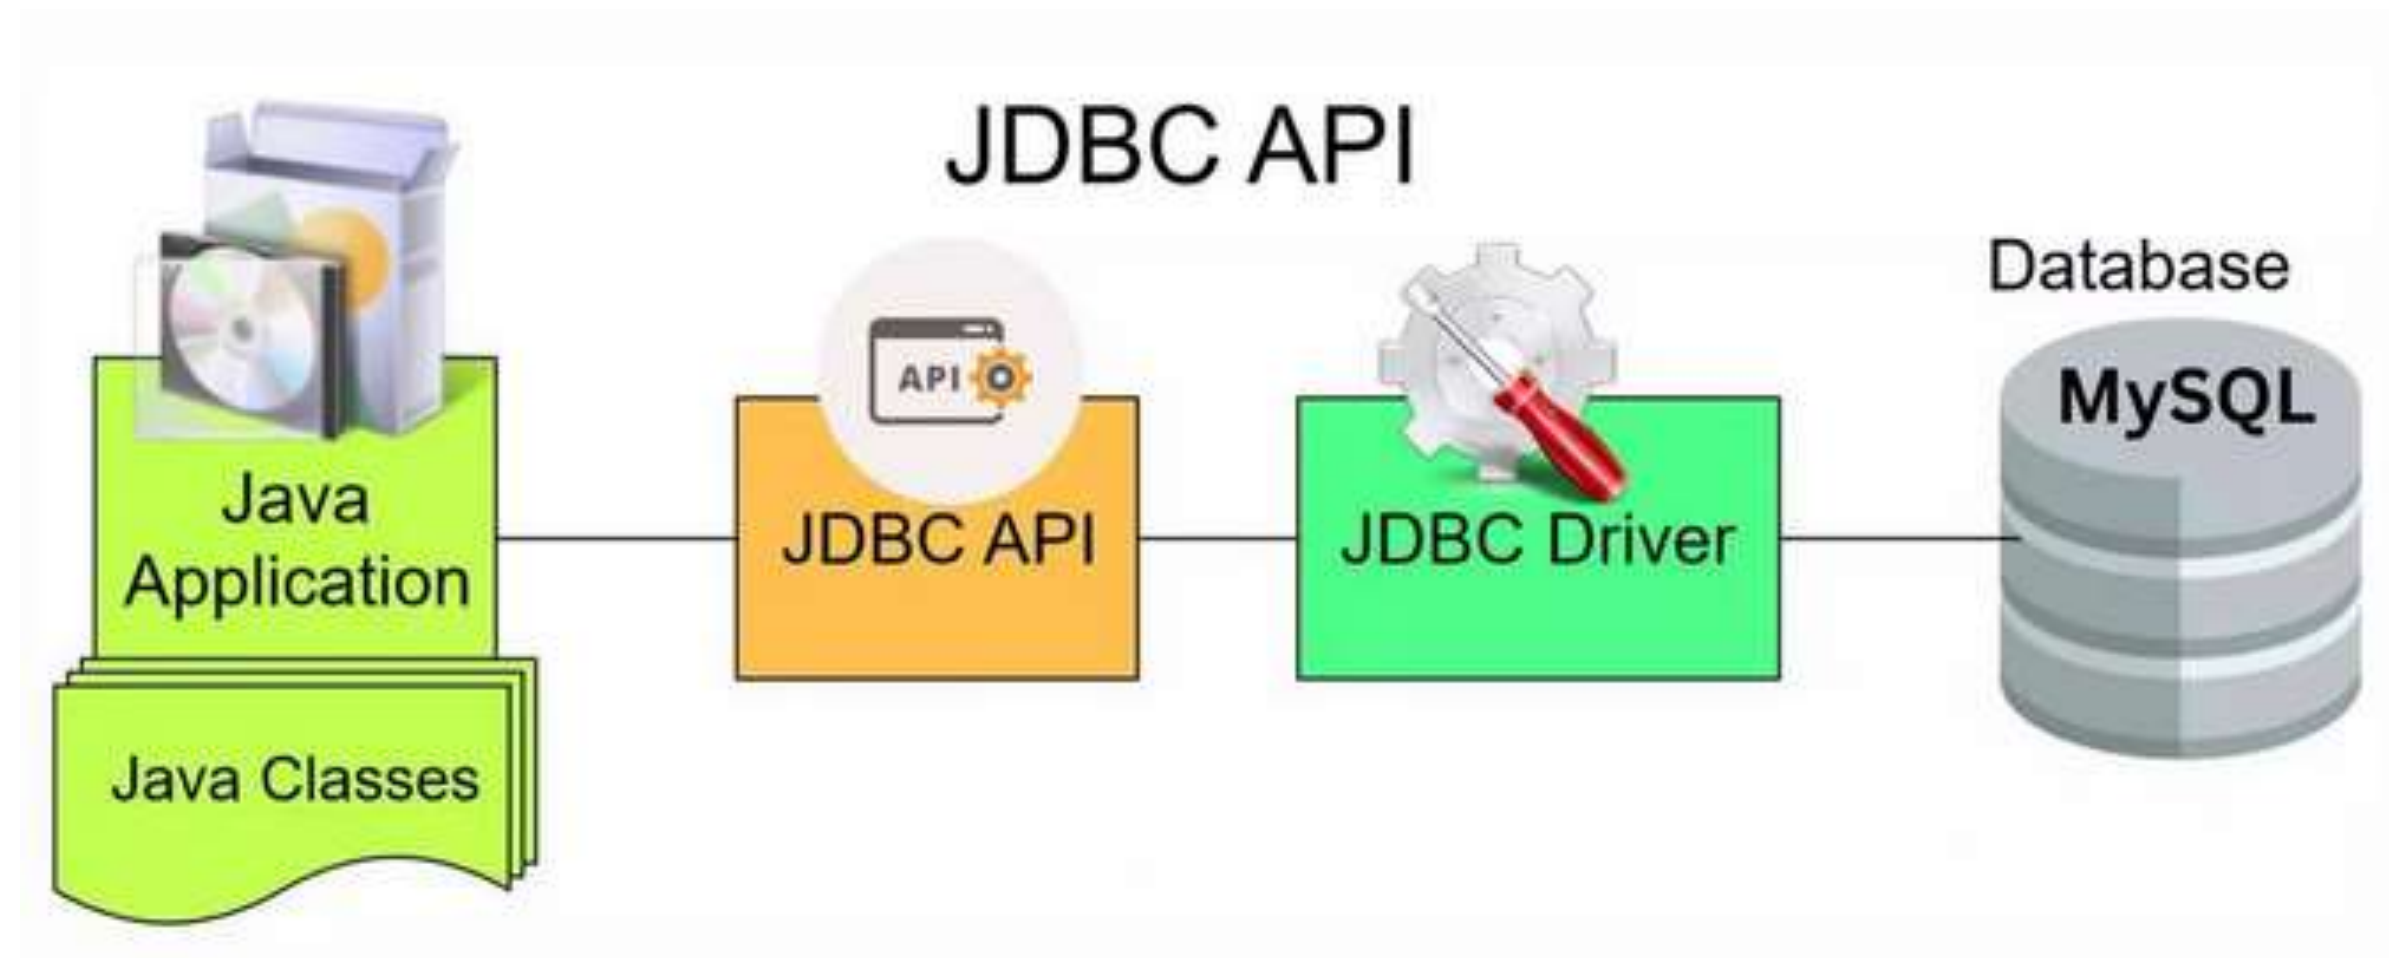 JDBC API
Database
MySQL
API
Java
Application
JDBC API
JDBC Driver
Java Classes